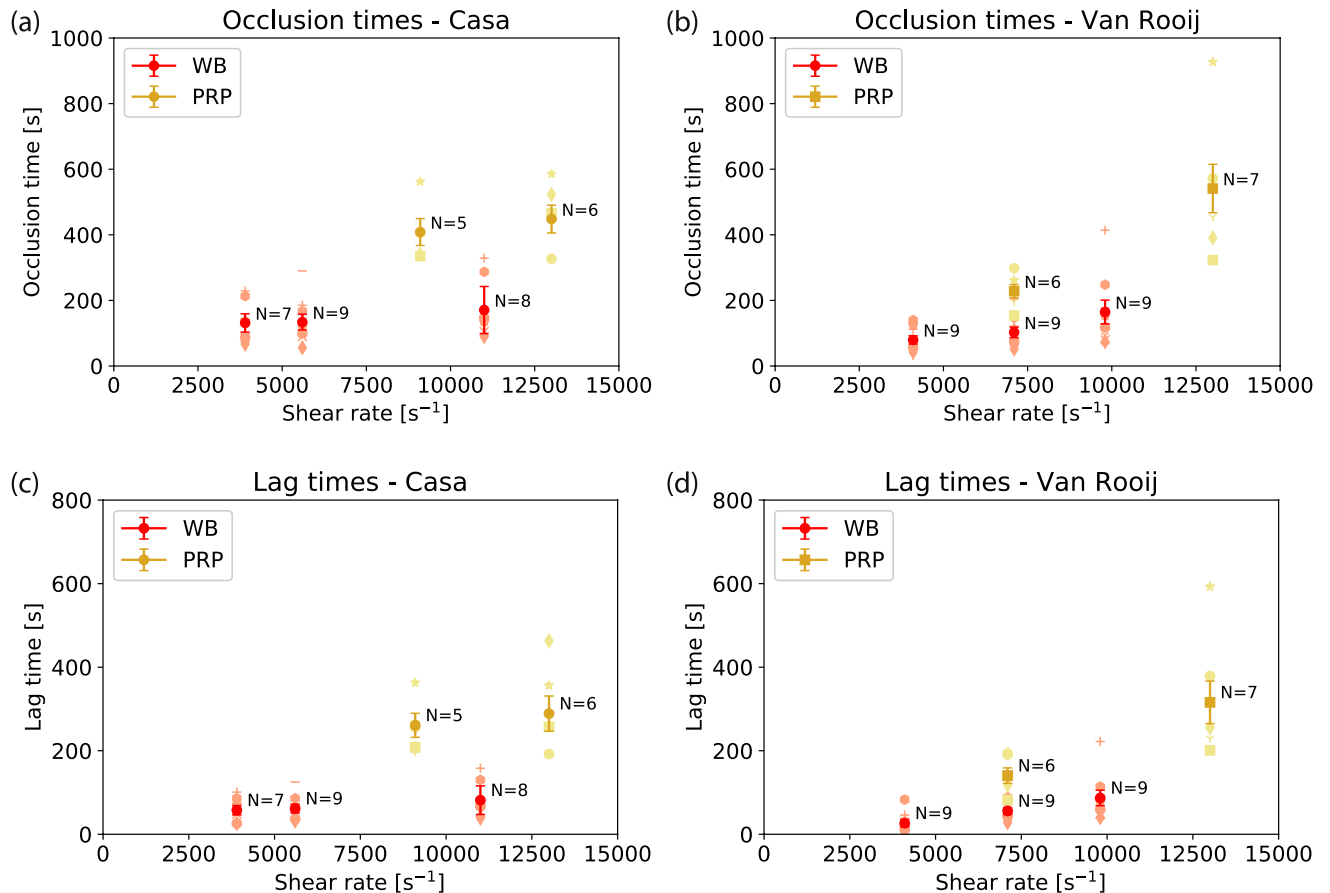 (a)
Occlusion times - Casa
1000
800
600
400
200
0
Occlusion time [s]
WB
PRP
N=7
N=9
N=5
N=8
N=6
0 2500 5000 7500 10000 12500 15000
Shear rate [s⁻¹]
(b)
Occlusion times - Van Rooij
1000
800
600
400
200
0
Occlusion time [s]
WB
PRP
N=9
N=6
N=9
N=9
N=7
0 2500 5000 7500 10000 12500 15000
Shear rate [s⁻¹]
(c)
Lag times - Casa
800
600
400
200
0
Lag time [s]
WB
PRP
N=7
N=9
N=5
N=8
N=6
0 2500 5000 7500 10000 12500 15000
Shear rate [s⁻¹]
(d)
Lag times - Van Rooij
800
600
400
200
0
Lag time [s]
WB
PRP
N=9
N=6
N=9
N=9
N=7
0 2500 5000 7500 10000 12500 15000
Shear rate [s⁻¹]